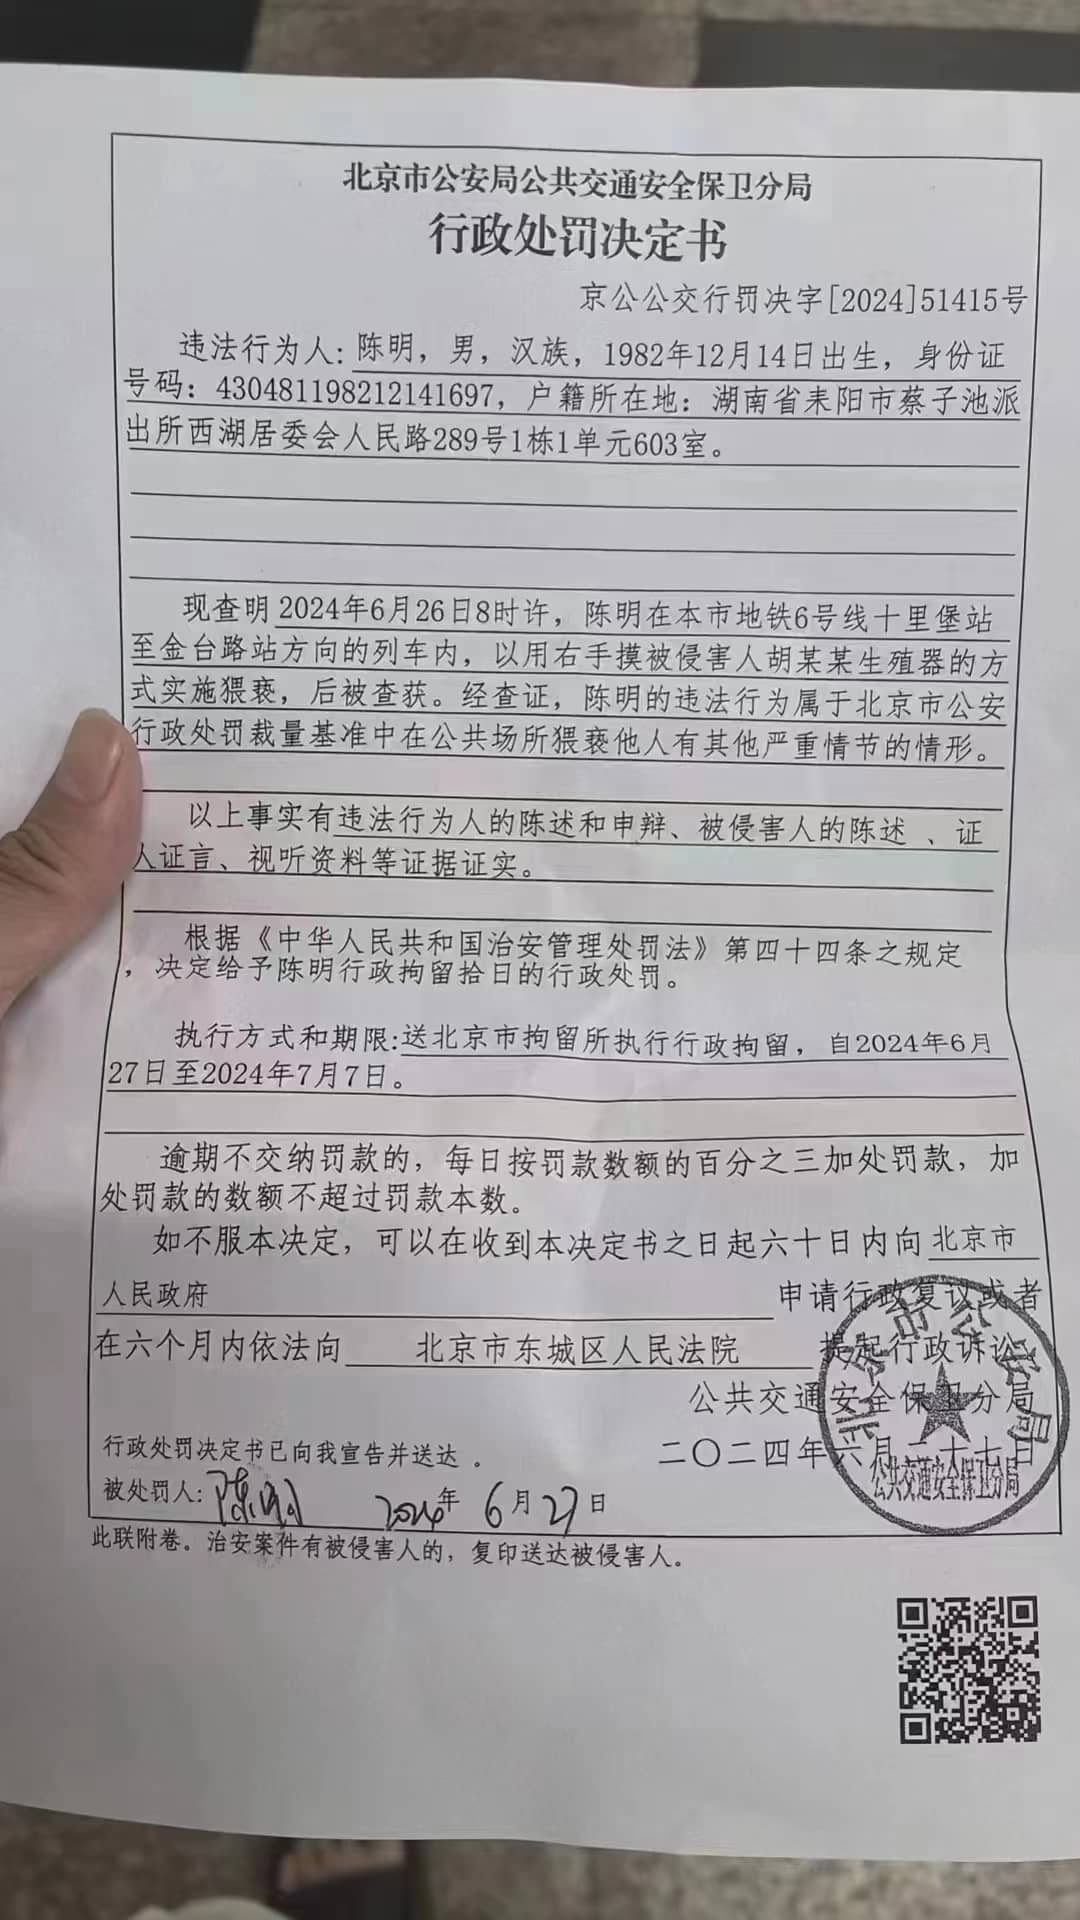 北京市公安局公共交通安全保卫分局
行政处罚决定书
京公公交行罚决字[2024]51415号
违法行为人:陈明，男，汉族，1982年12月14日出生，身份证
号码：430481198212141697，户籍所在地：湖南省耒阳市蔡子池派
出所西湖居委会人民路289号1栋1单元603室。
现查明2024年6月26日8时许，陈明在本市地铁6号线十里堡站
至金台路站方向的列车内，以用右手摸被侵害人胡某某生殖器的方
式实施猥亵，后被查获。经查证，陈明的违法行为属于北京市公安
行政处罚裁量基准中在公共场所猥亵他人有其他严重情节的情形。
以上事实有违法行为人的陈述和申辩、被侵害人的陈述 、证
人证言、视听资料等证据证实。
根据《中华人民共和国治安管理处罚法》第四十四条之规定
，决定给予陈明行政拘留拾日的行政处罚。
执行方式和期限:送北京市拘留所执行行政拘留，自2024年6月
27日至2024年7月7日。
逾期不交纳罚款的，每日按罚款数额的百分之三加处罚款，加
处罚款的数额不超过罚款本数。
如不服本决定，可以在收到本决定书之日起六十日内向北京市
人民政府 申请行政复议或者
在六个月内依法向 北京市东城区人民法院 提起行政诉讼
公共交通安全保卫分局
行政处罚决定书已向我宣告并送达 。 二〇二四年六月二十七日
被处罚人: 陈明 2024年 6月27日
北京市公安局
公共交通安全保卫分局
此联附卷。治安案件有被侵害人的，复印送达被侵害人。